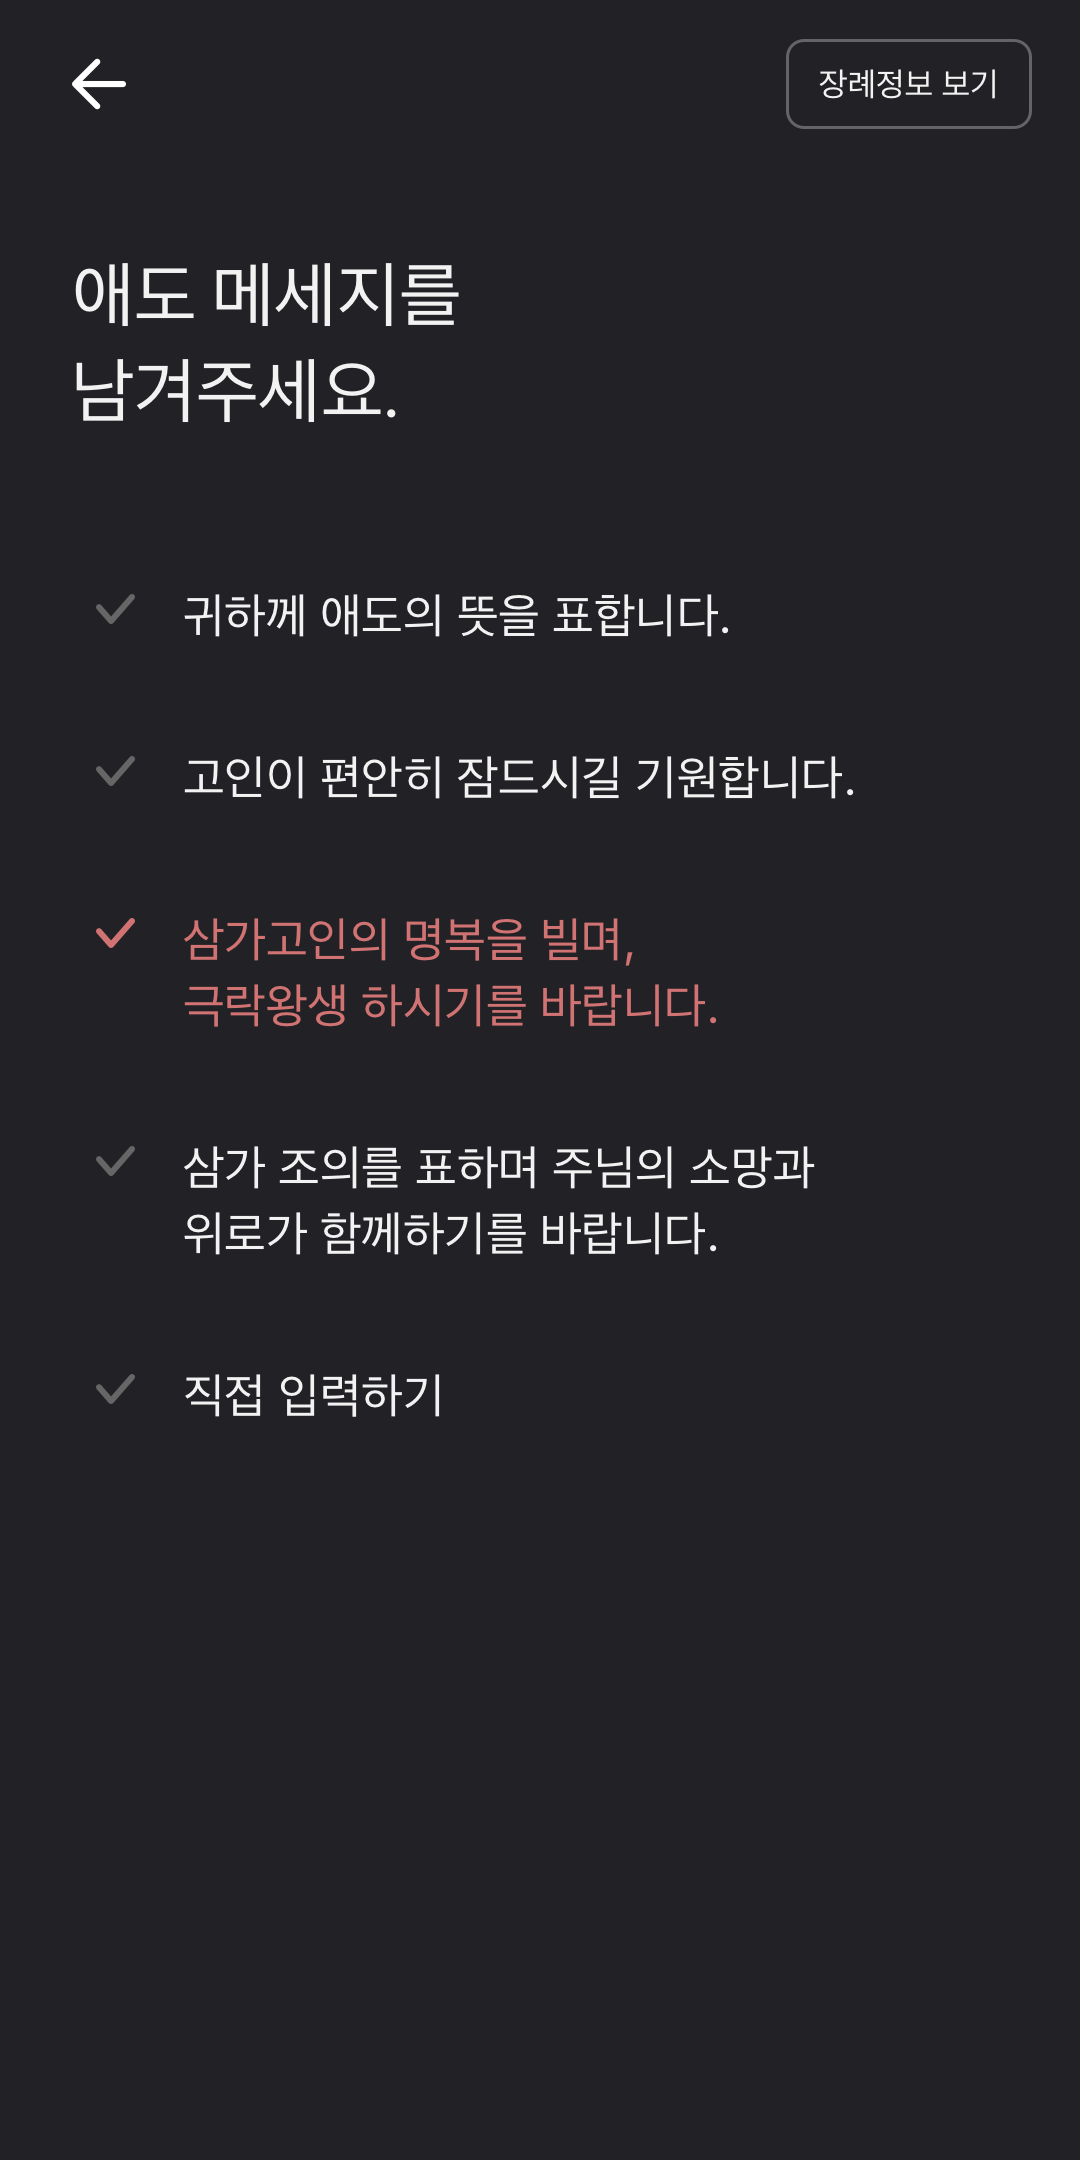 장례정보 보기
애도 메세지를
남겨주세요.
귀하께 애도의 뜻을 표합니다.
고인이 편안히 잠드시길 기원합니다.
삼가고인의 명복을 빌며,
극락왕생 하시기를 바랍니다.
삼가 조의를 표하며 주님의 소망과
위로가 함께하기를 바랍니다.
직접 입력하기